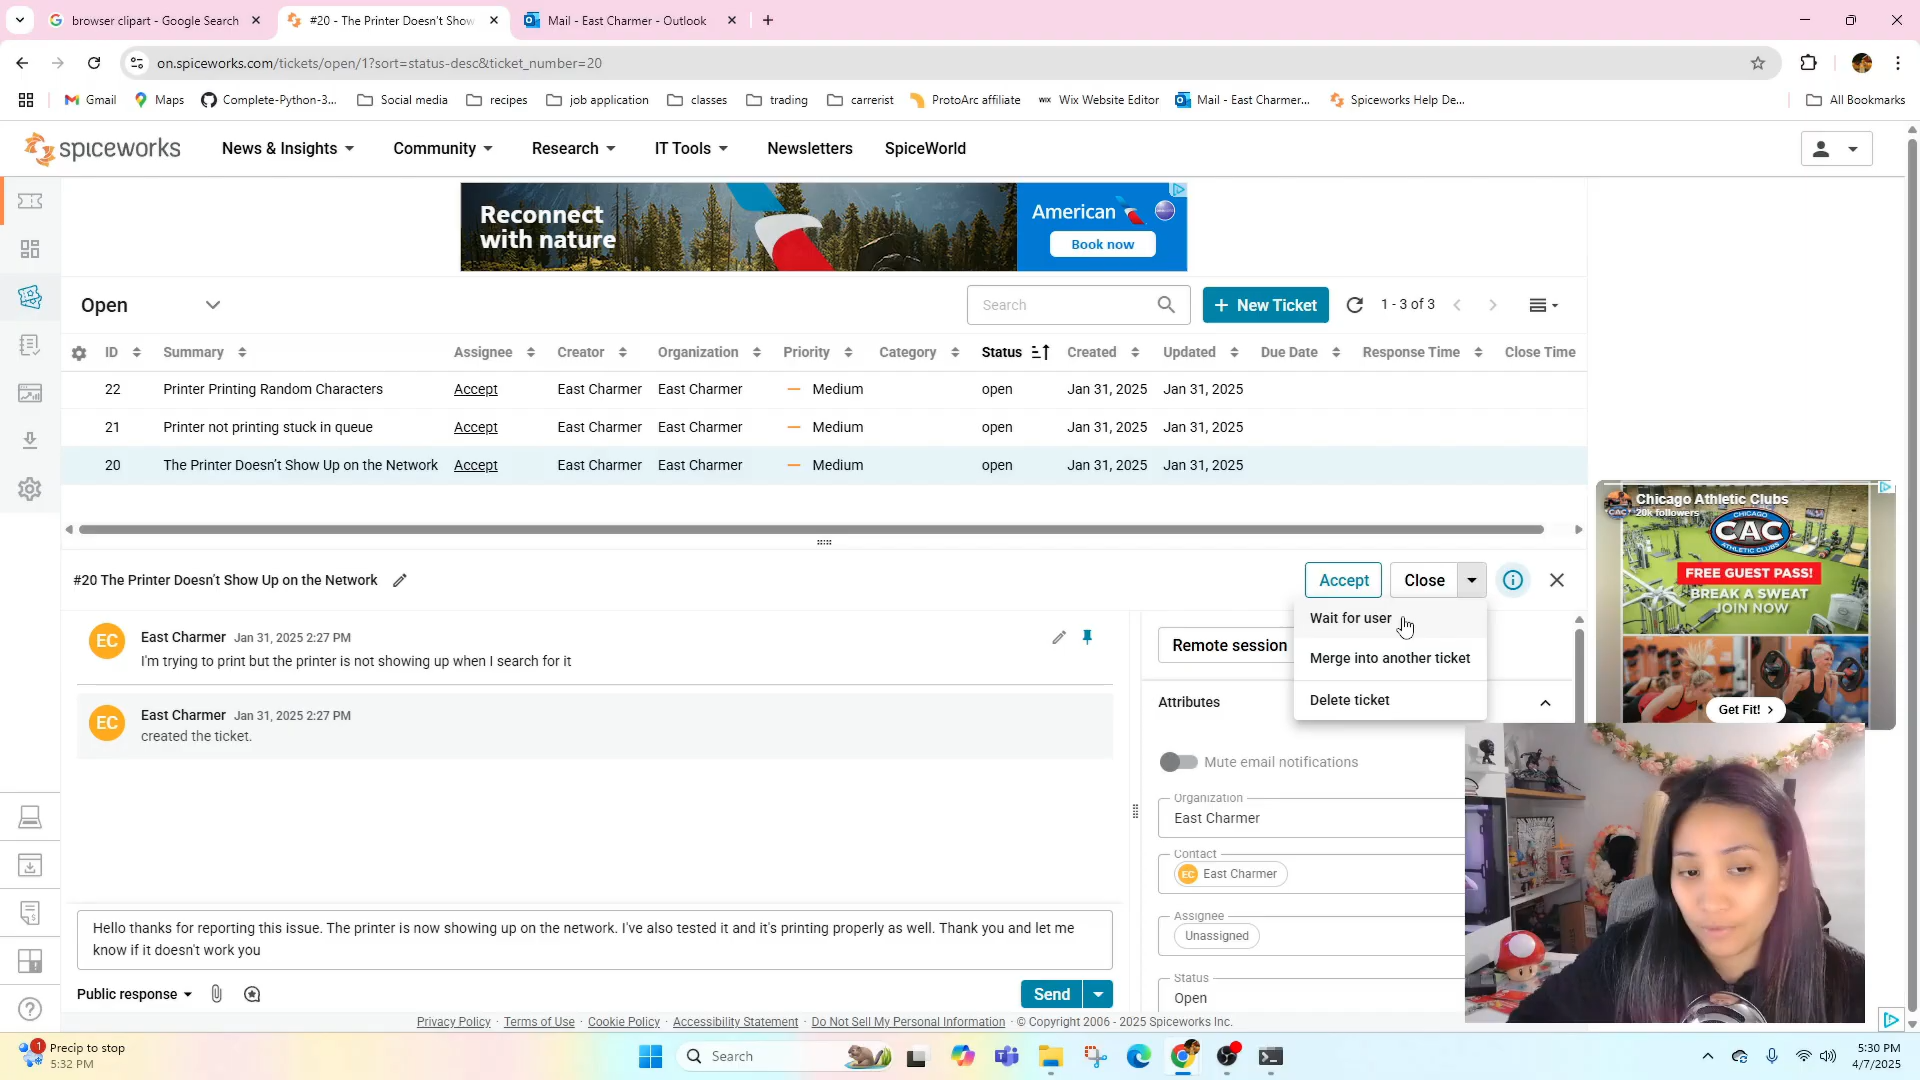 browser clipart - Google Search
#20 - The Printer Doesn't Show
Mail - East Charmer - Outlook
on.spiceworks.com/tickets/open/1?sort=status-desc&ticket_number=20
Gmail
Maps
Complete-Python-3...
Social media
recipes
job application
classes
trading
carrerist
ProtoArc affiliate
WIX Wix Website Editor
Mail - East Charmer...
Spiceworks Help De...
All Bookmarks
spiceworks
News & Insights
Community
Research
IT Tools
Newsletters
SpiceWorld
Reconnect
with nature
American
Book now
Open
Search
+ New Ticket
1 - 3 of 3
ID Summary Assignee Creator Organization Priority Category Status Created Updated Due Date Response Time Close Time
22 Printer Printing Random Characters Accept East Charmer East Charmer Medium open Jan 31, 2025 Jan 31, 2025
21 Printer not printing stuck in queue Accept East Charmer East Charmer Medium open Jan 31, 2025 Jan 31, 2025
20 The Printer Doesn't Show Up on the Network Accept East Charmer East Charmer Medium open Jan 31, 2025 Jan 31, 2025
#20 The Printer Doesn't Show Up on the Network
Accept
Close
Wait for user
Merge into another ticket
Delete ticket
EC East Charmer Jan 31, 2025 2:27 PM
I'm trying to print but the printer is not showing up when I search for it
EC East Charmer Jan 31, 2025 2:27 PM
created the ticket.
Remote session
Attributes
Mute email notifications
Organization
East Charmer
Contact
EC East Charmer
Assignee
Unassigned
Status
Open
Hello thanks for reporting this issue. The printer is now showing up on the network. I've also tested it and it's printing properly as well. Thank you and let me
know if it doesn't work you
Public response
Send
Chicago Athletic Clubs
20k followers
CHICAGO
CAC
ATHLETIC CLUBS
FREE GUEST PASS!
BREAK A SWEAT
JOIN NOW
Get Fit! >
Privacy Policy · Terms of Use · Cookie Policy · Accessibility Statement · Do Not Sell My Personal Information · © Copyright 2006 - 2025 Spiceworks Inc.
1
Precip to stop
5:32 PM
Search
5:30 PM
4/7/2025